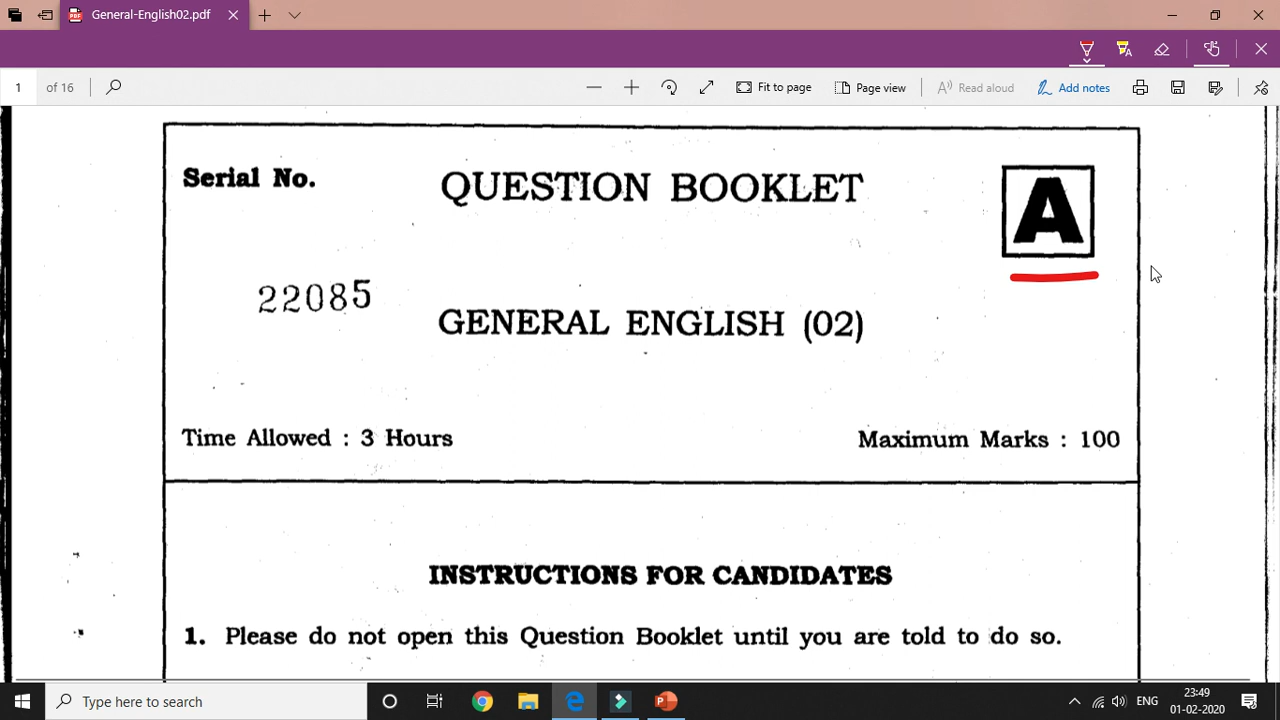 General-English02.pdf
1 of 16
Fit to page
Page view
Read aloud
Add notes
Serial No.
QUESTION BOOKLET
A
22085
GENERAL ENGLISH (02)
Time Allowed : 3 Hours
Maximum Marks : 100
INSTRUCTIONS FOR CANDIDATES
1. Please do not open this Question Booklet until you are told to do so.
Type here to search
ENG
23:49
01-02-2020